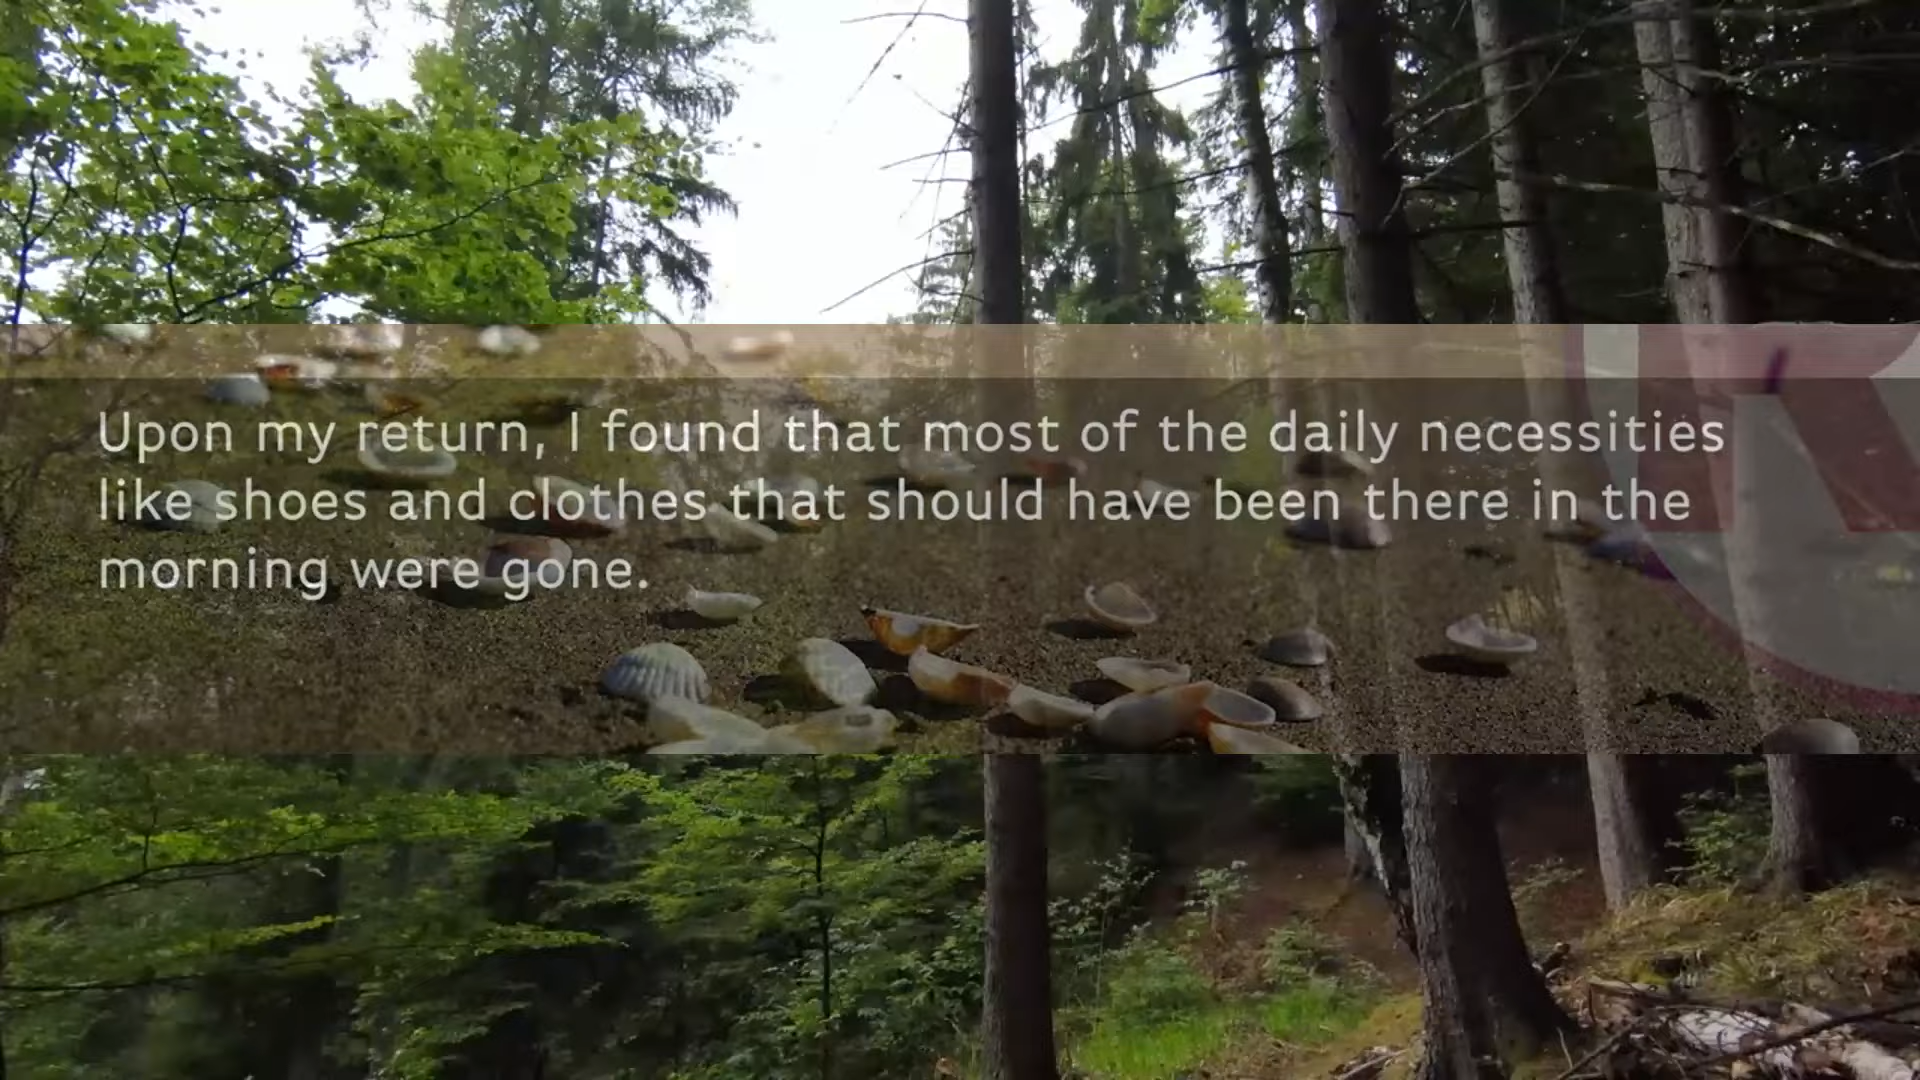 Upon my return, I found that most of the daily necessities
like shoes and clothes that should have been there in the
morning were gone.